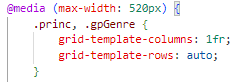 @media (max-width: 520px) {
.princ, .gpGenre {
grid-template-columns: 1fr;
grid-template-rows: auto;
}